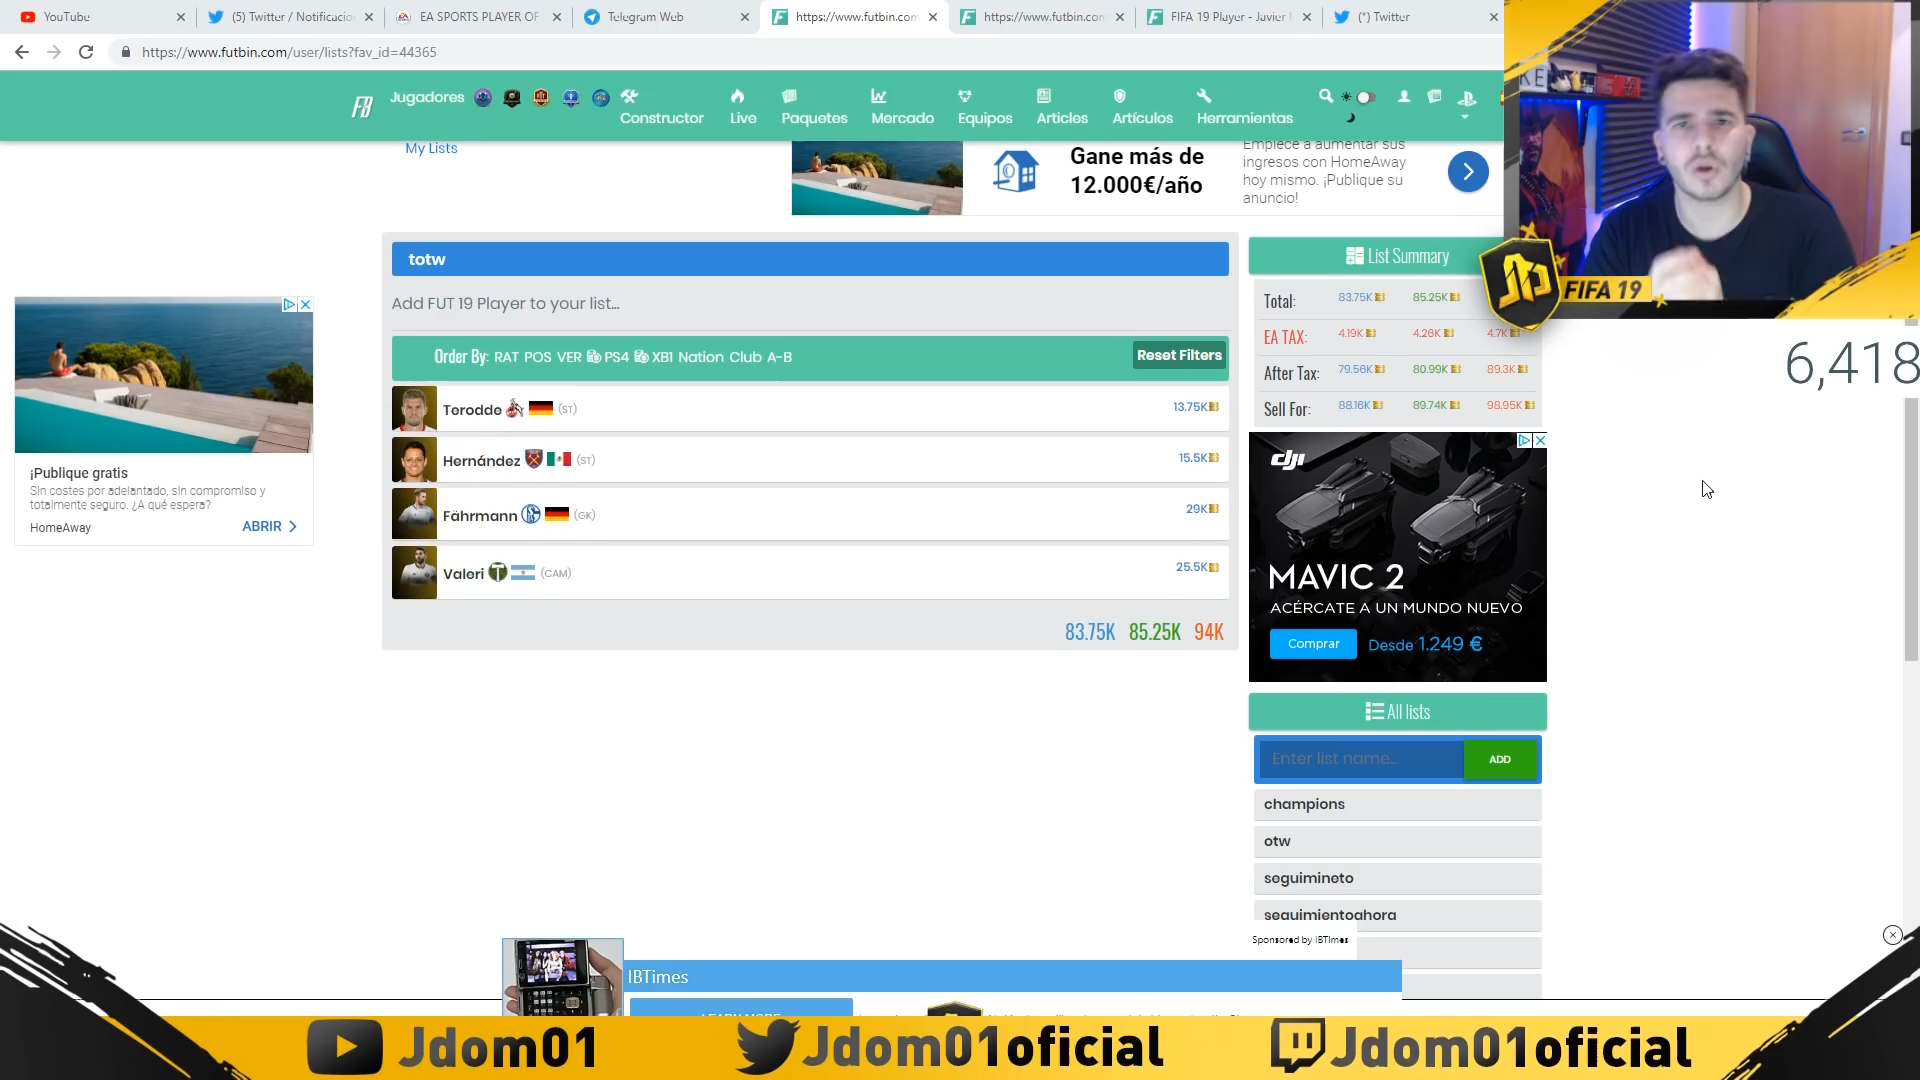 YouTube
(5) Twitter / Notificacio
EA SPORTS PLAYER OF
Telegram Web
https://www.futbin.com
https://www.futbin.com
FIFA 19 Player - Javier
(*) Twitter
https://www.futbin.com/user/lists?fav_id=44365
Jugadores
Constructor
Live
Paquetes
Mercado
Equipos
Articles
Artículos
Herramientas
My Lists
Gane más de
12.000€/año
Empiece a aumentar sus
ingresos con HomeAway
hoy mismo. ¡Publique su
anuncio!
totw
Add FUT 19 Player to your list...
Order By: RAT POS VER PS4 XB1 Nation Club A-B
Reset Filters
Terodde (ST) 13.75K
Hernández (ST) 15.5K
Fährmann (GK) 29K
Valeri (CAM) 25.5K
83.75K 85.25K 94K
¡Publique gratis
Sin costes por adelantado, sin compromiso y
totalmente seguro. ¿A qué espera?
HomeAway
ABRIR
List Summary
Total: 83.75K 85.25K
EA TAX: 4.19K 4.26K 4.7K
After Tax: 79.56K 80.99K 89.3K
Sell For: 88.16K 89.74K 98.95K
FIFA 19
6,418
dji
MAVIC 2
ACÉRCATE A UN MUNDO NUEVO
Comprar
Desde 1.249 €
All lists
Enter list name...
ADD
champions
otw
seguimineto
seguimientoahora
Sponsored by IBTimes
IBTimes
LEARN MORE
Jdom01
Jdom01oficial
Jdom01oficial